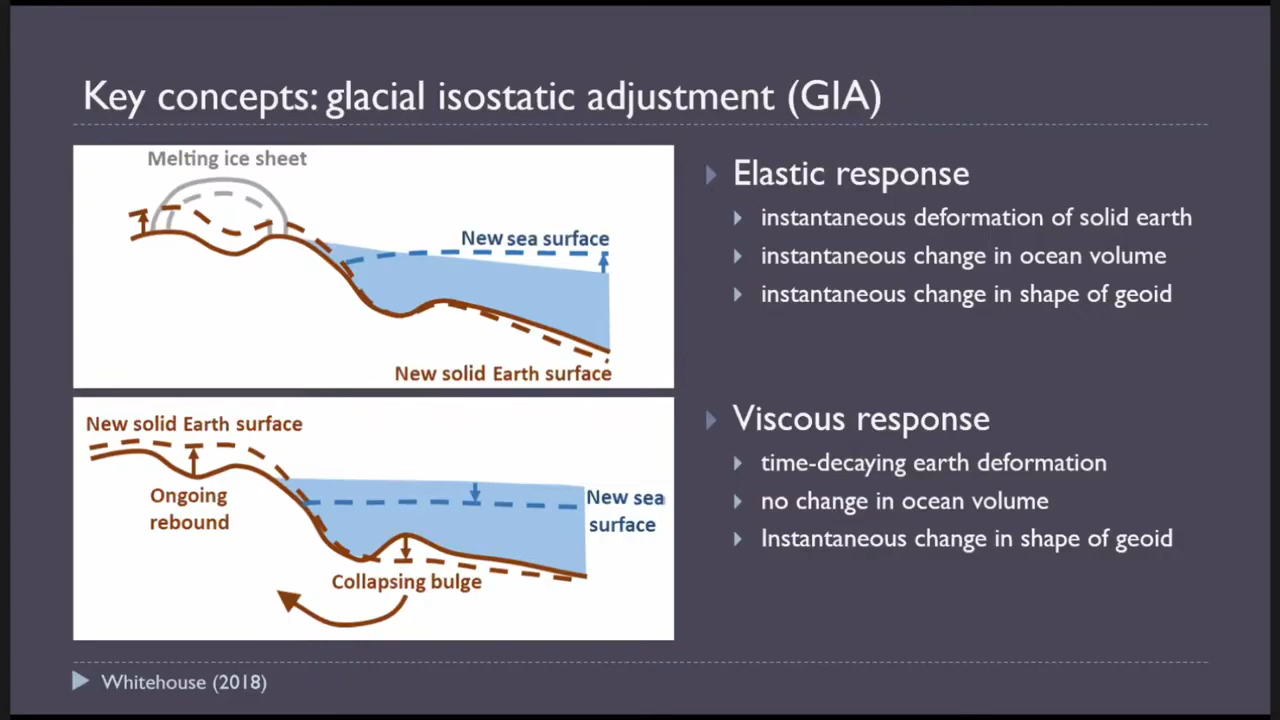 Key concepts: glacial isostatic adjustment (GIA)
Melting ice sheet
New sea surface
New solid Earth surface
Elastic response
instantaneous deformation of solid earth
instantaneous change in ocean volume
instantaneous change in shape of geoid
New solid Earth surface
Ongoing
rebound
New sea
surface
Collapsing bulge
Viscous response
time-decaying earth deformation
no change in ocean volume
Instantaneous change in shape of geoid
Whitehouse (2018)